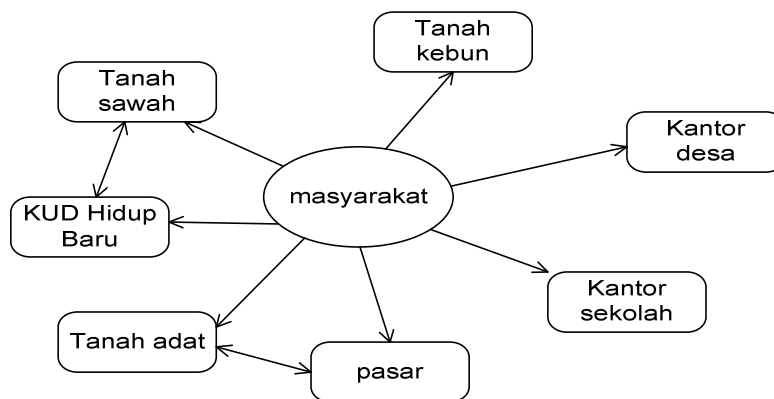 Tanah
kebun
Tanah
sawah
Kantor
desa
masyarakat
KUD Hidup
Baru
Kantor
sekolah
Tanah adat
pasar